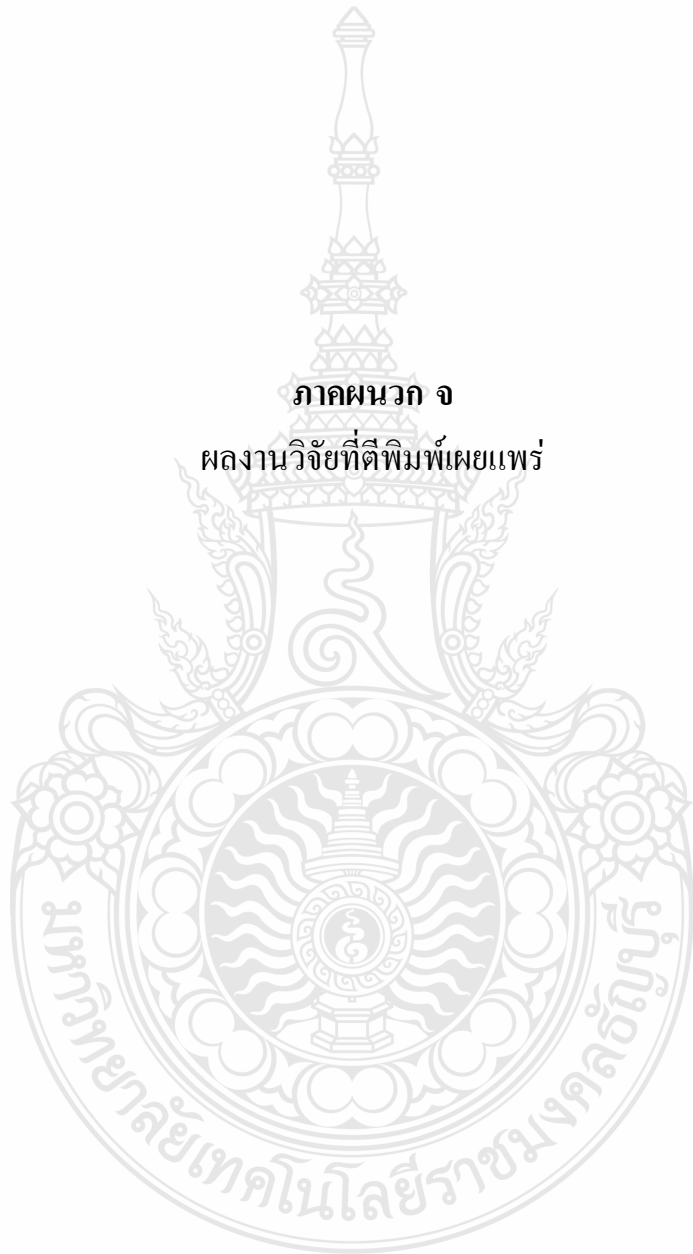 ภาคผนวก จ
ผลงานวิจัยที่ตีพิมพ์เผยแพร่
มหาวิทยาลัยเทคโนโลยีราชมงคลธัญบุรี